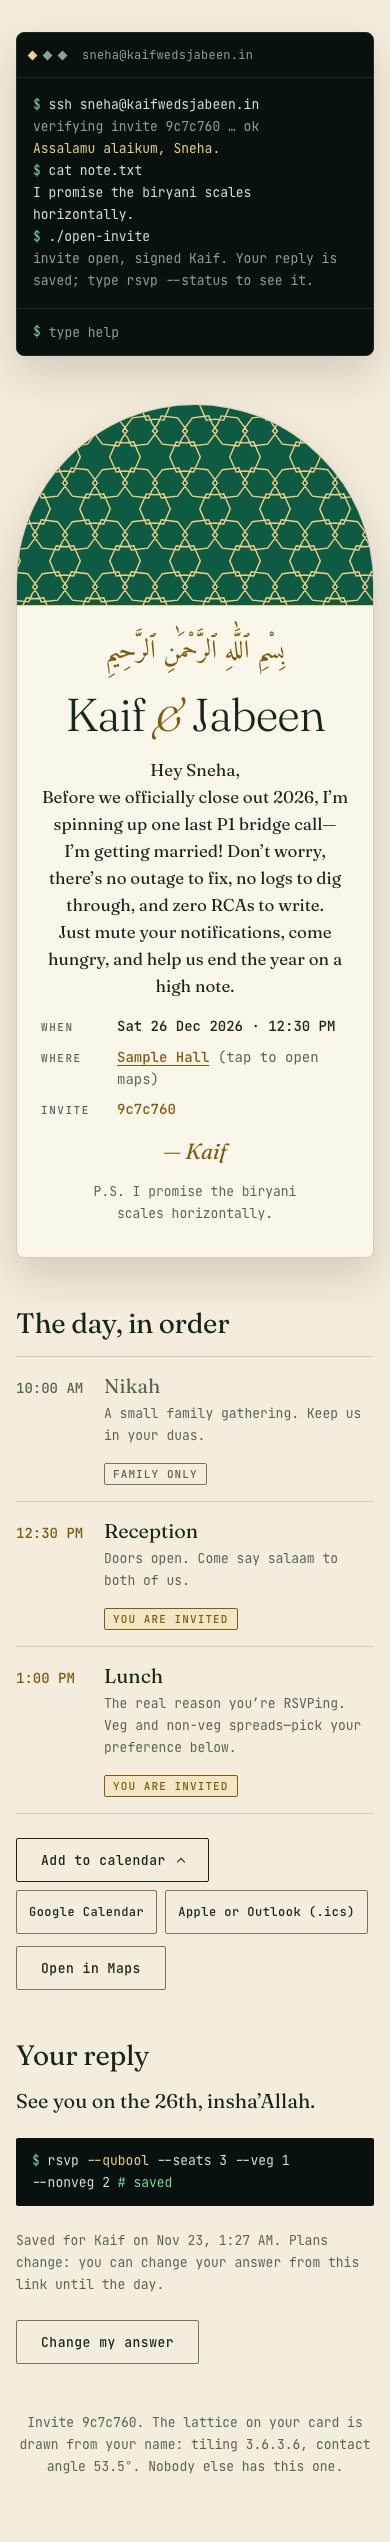 sneha@kaifwedsjabeen.in
$ ssh sneha@kaifwedsjabeen.in
verifying invite 9c7c760 … ok
Assalamu alaikum, Sneha.
$ cat note.txt
I promise the biryani scales
horizontally.
$ ./open-invite
invite open, signed Kaif. Your reply is
saved; type rsvp --status to see it.
$ type help
بِسْمِ ٱللَّهِ ٱلرَّحْمَٰنِ ٱلرَّحِيمِ
Kaif & Jabeen
Hey Sneha,
Before we officially close out 2026, I’m
spinning up one last P1 bridge call—
I’m getting married! Don’t worry,
there’s no outage to fix, no logs to dig
through, and zero RCAs to write.
Just mute your notifications, come
hungry, and help us end the year on a
high note.
WHEN Sat 26 Dec 2026 · 12:30 PM
WHERE Sample Hall (tap to open
maps)
INVITE 9c7c760
— Kaif
P.S. I promise the biryani
scales horizontally.
The day, in order
10:00 AM Nikah
A small family gathering. Keep us
in your duas.
FAMILY ONLY
12:30 PM Reception
Doors open. Come say salaam to
both of us.
YOU ARE INVITED
1:00 PM Lunch
The real reason you’re RSVPing.
Veg and non-veg spreads—pick your
preference below.
YOU ARE INVITED
Add to calendar
Google Calendar Apple or Outlook (.ics)
Open in Maps
Your reply
See you on the 26th, insha’Allah.
$ rsvp --qubool --seats 3 --veg 1
--nonveg 2 # saved
Saved for Kaif on Nov 23, 1:27 AM. Plans
change: you can change your answer from this
link until the day.
Change my answer
Invite 9c7c760. The lattice on your card is
drawn from your name: tiling 3.6.3.6, contact
angle 53.5°. Nobody else has this one.